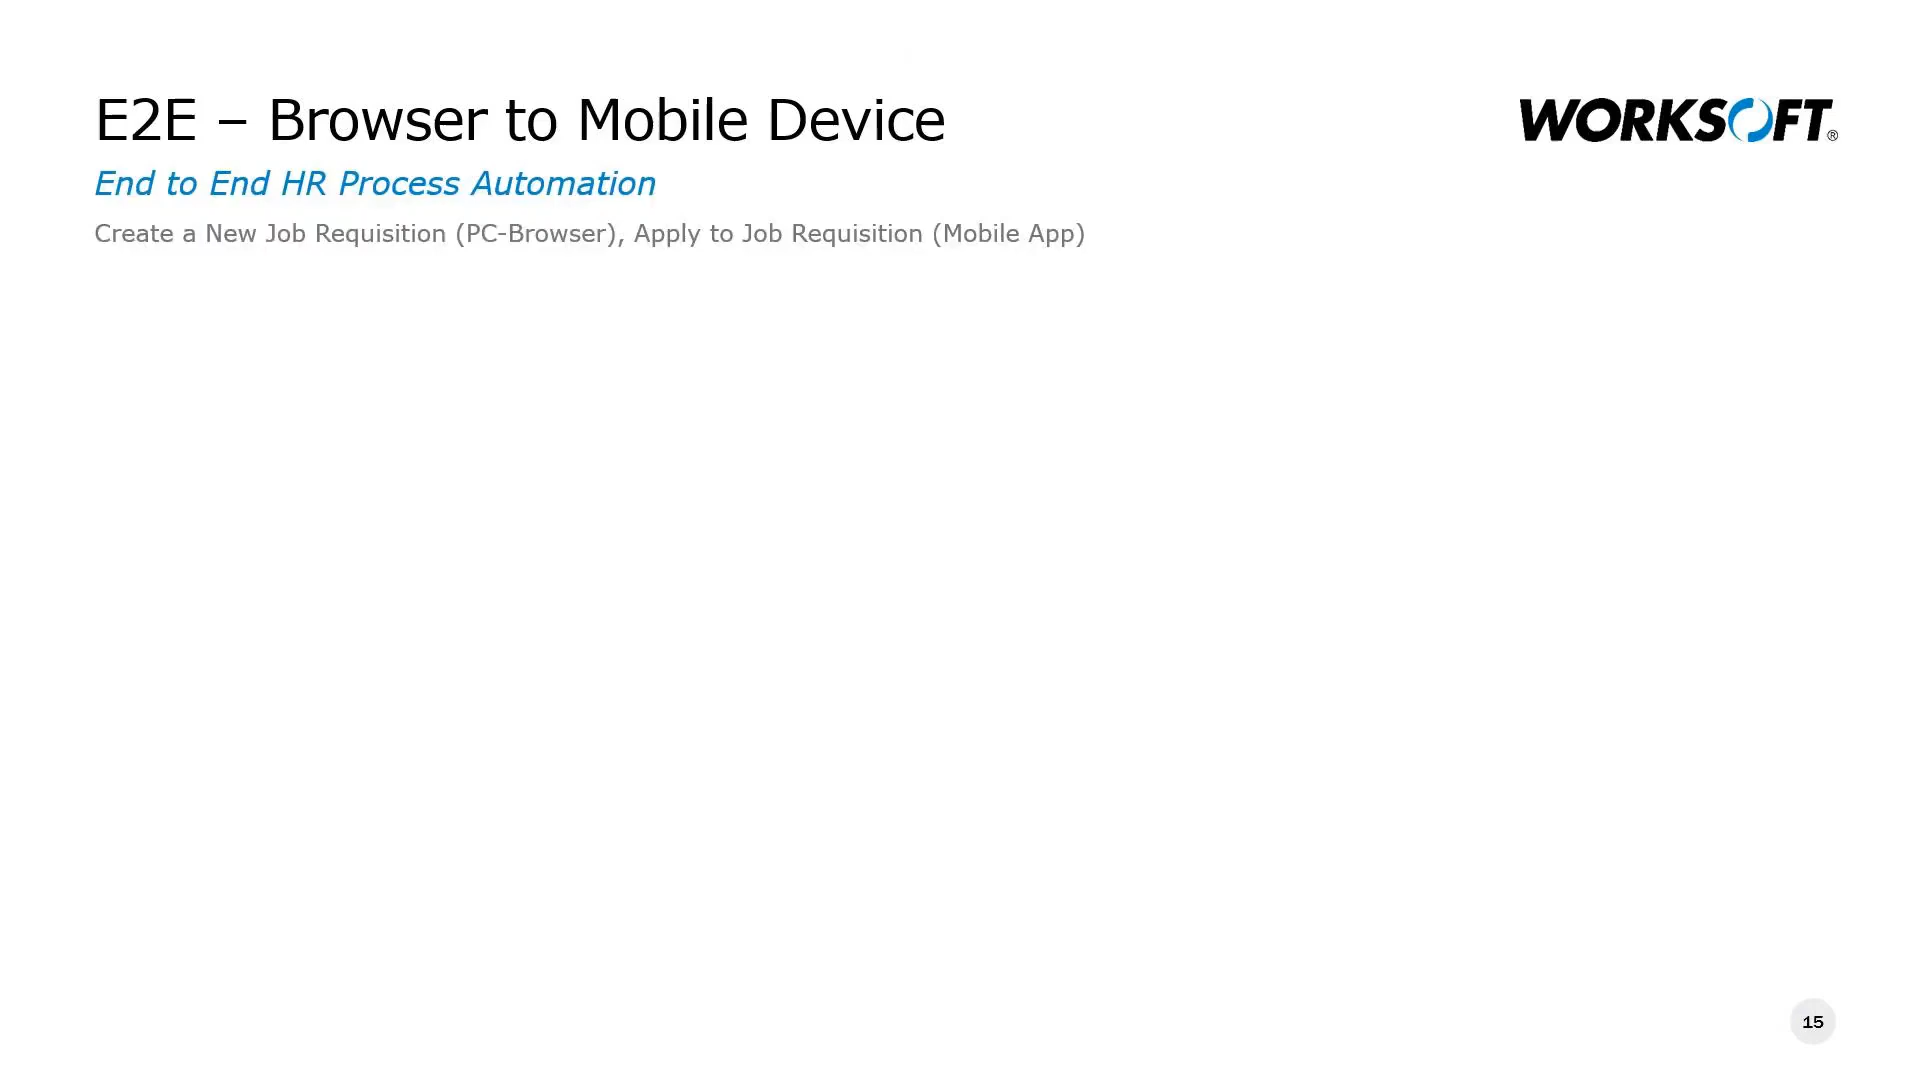 E2E – Browser to Mobile Device
WORKSOFT®
End to End HR Process Automation
Create a New Job Requisition (PC-Browser), Apply to Job Requisition (Mobile App)
15